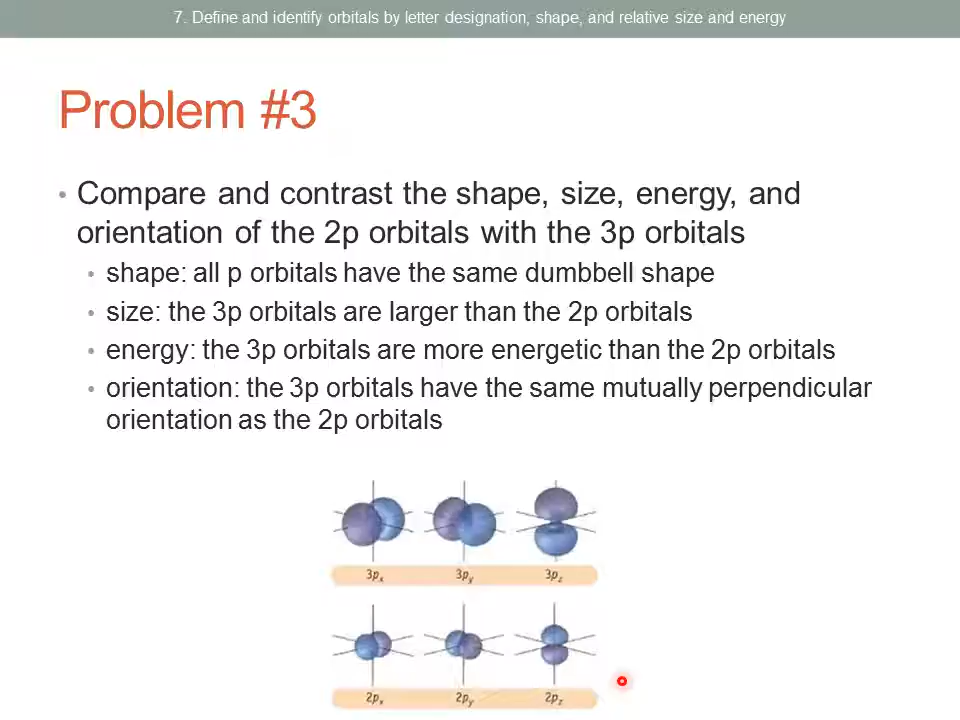 7. Define and identify orbitals by letter designation, shape, and relative size and energy
Problem #3
• Compare and contrast the shape, size, energy, and
orientation of the 2p orbitals with the 3p orbitals
• shape: all p orbitals have the same dumbbell shape
• size: the 3p orbitals are larger than the 2p orbitals
• energy: the 3p orbitals are more energetic than the 2p orbitals
• orientation: the 3p orbitals have the same mutually perpendicular
orientation as the 2p orbitals
3pₓ 3pᵧ 3p_z
2pₓ 2pᵧ 2p_z